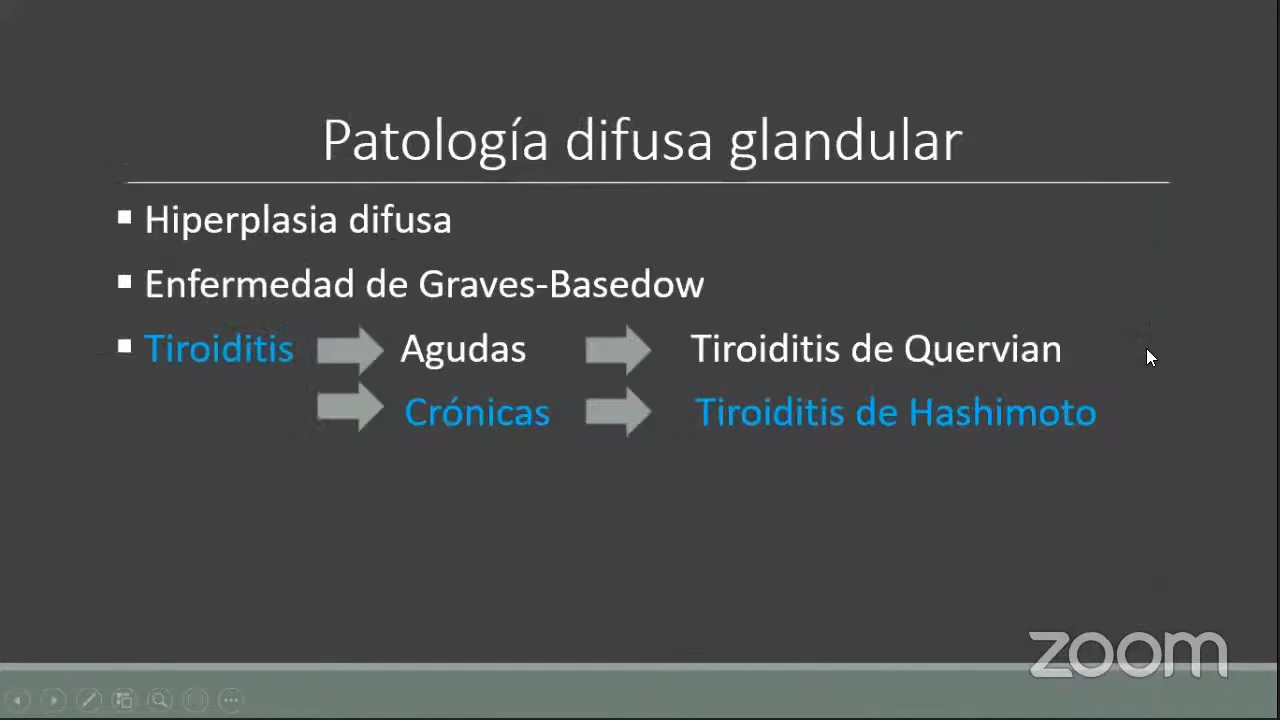 Patología difusa glandular
Hiperplasia difusa
Enfermedad de Graves-Basedow
Tiroiditis Agudas Tiroiditis de Quervian
Crónicas Tiroiditis de Hashimoto
zoom